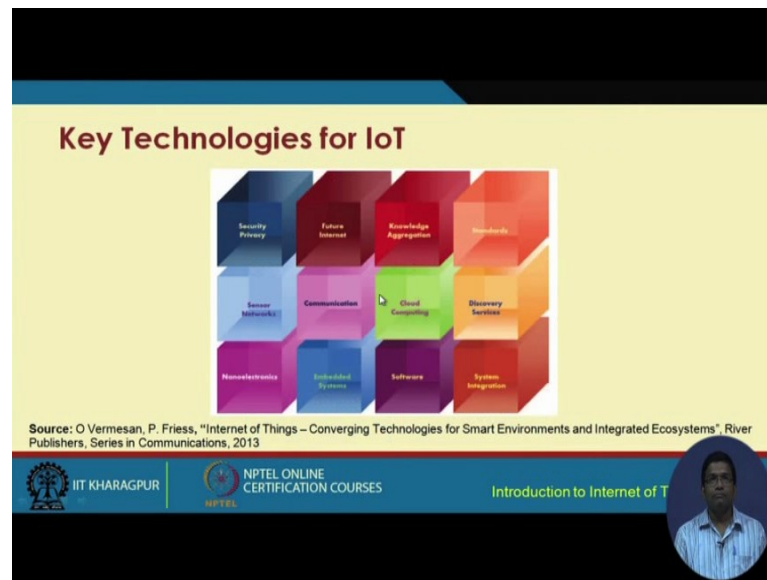 Key Technologies for IoT
Security
Privacy
Future
Internet
Knowledge
Aggregation
Standards
Sensor
Networks
Communication
Cloud
Computing
Discovery
Services
Nanoelectronics
Embedded
Systems
Software
System
Integration
Source: O Vermesan, P. Friess, “Internet of Things – Converging Technologies for Smart Environments and Integrated Ecosystems”, River
Publishers, Series in Communications, 2013
IIT KHARAGPUR
NPTEL
NPTEL ONLINE
CERTIFICATION COURSES
Introduction to Internet of T